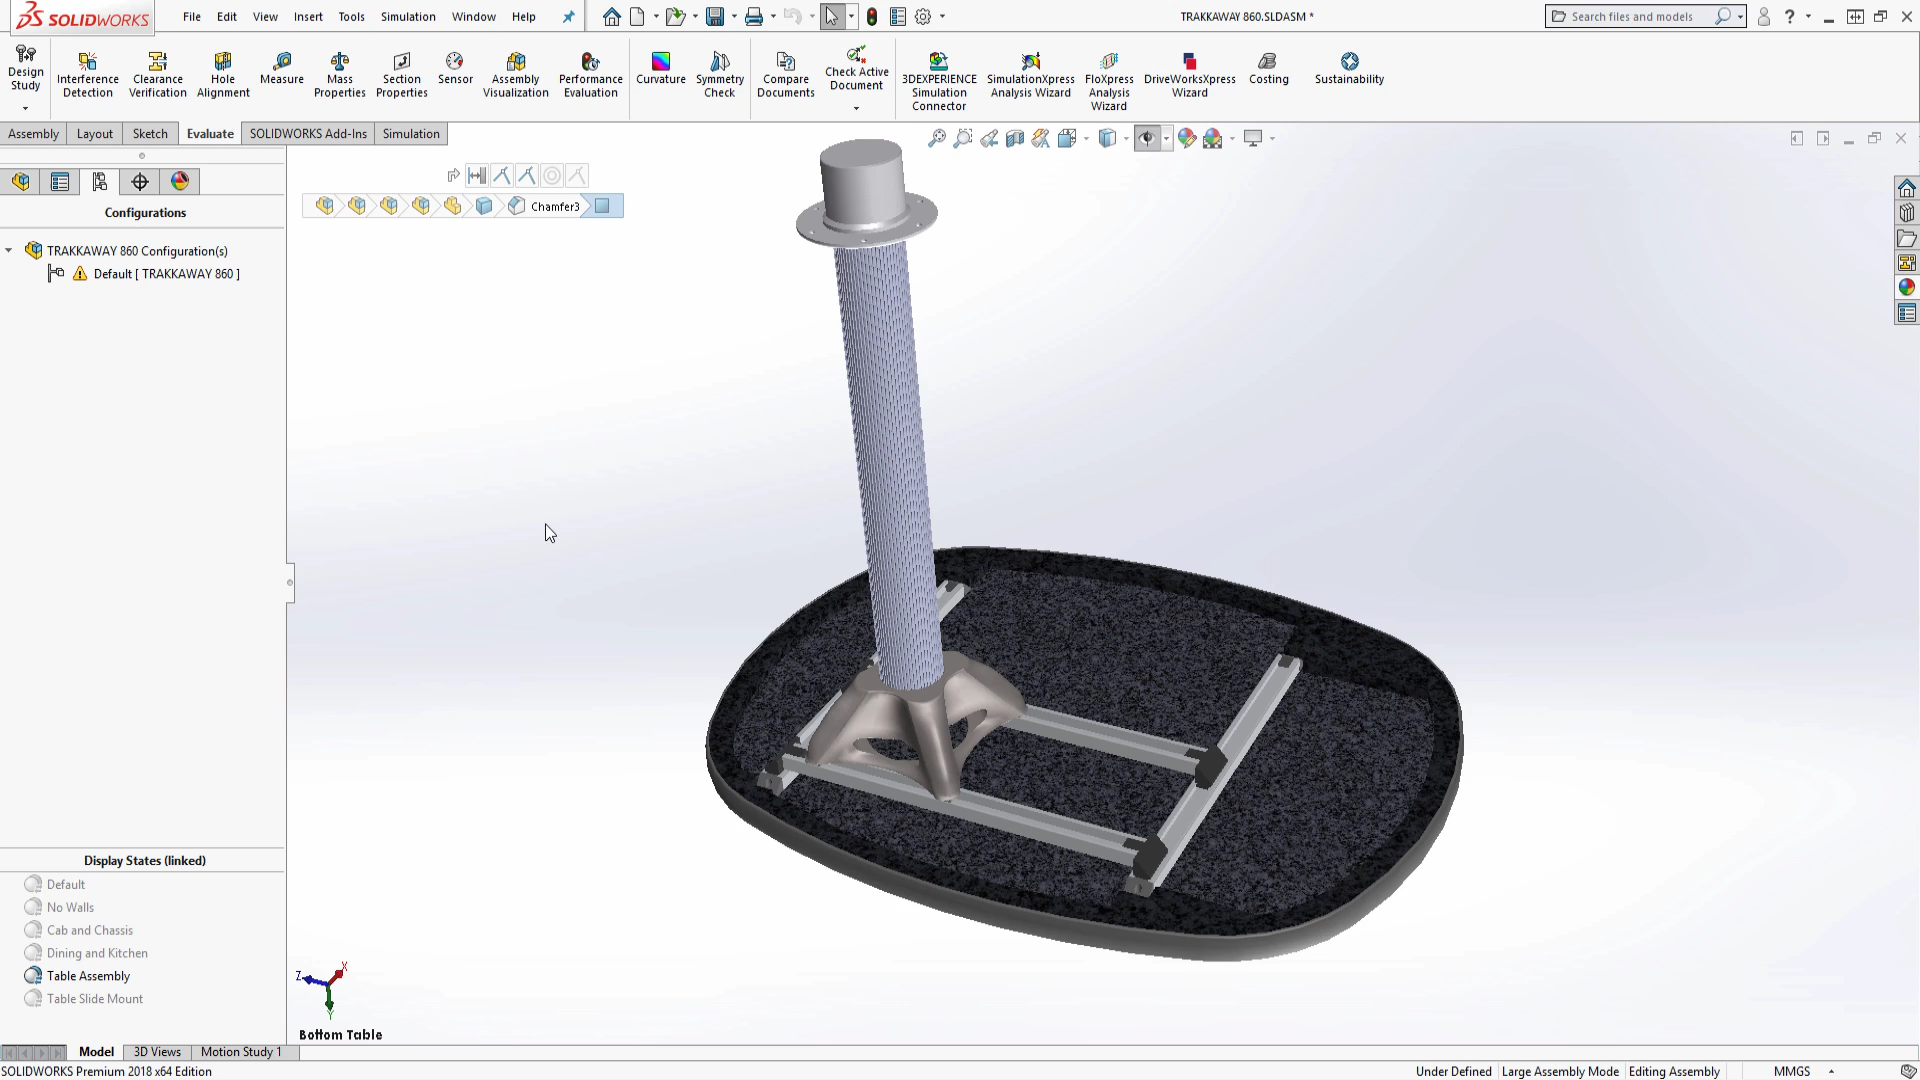 SOLIDWORKS
File Edit View Insert Tools Simulation Window Help
TRAKKAWAY 860.SLDASM *
Search files and models
Design Study
Interference Detection
Clearance Verification
Hole Alignment
Measure
Mass Properties
Section Properties
Sensor
Assembly Visualization
Performance Evaluation
Curvature
Symmetry Check
Compare Documents
Check Active Document
3DEXPERIENCE Simulation Connector
SimulationXpress Analysis Wizard
FloXpress Analysis Wizard
DriveWorksXpress Wizard
Costing
Sustainability
Assembly Layout Sketch Evaluate SOLIDWORKS Add-Ins Simulation
Chamfer3
Configurations
TRAKKAWAY 860 Configuration(s)
Default [ TRAKKAWAY 860 ]
Display States (linked)
Default
No Walls
Cab and Chassis
Dining and Kitchen
Table Assembly
Table Slide Mount
Z X
Y
Bottom Table
Model 3D Views Motion Study 1
SOLIDWORKS Premium 2018 x64 Edition
Under Defined Large Assembly Mode Editing Assembly MMGS